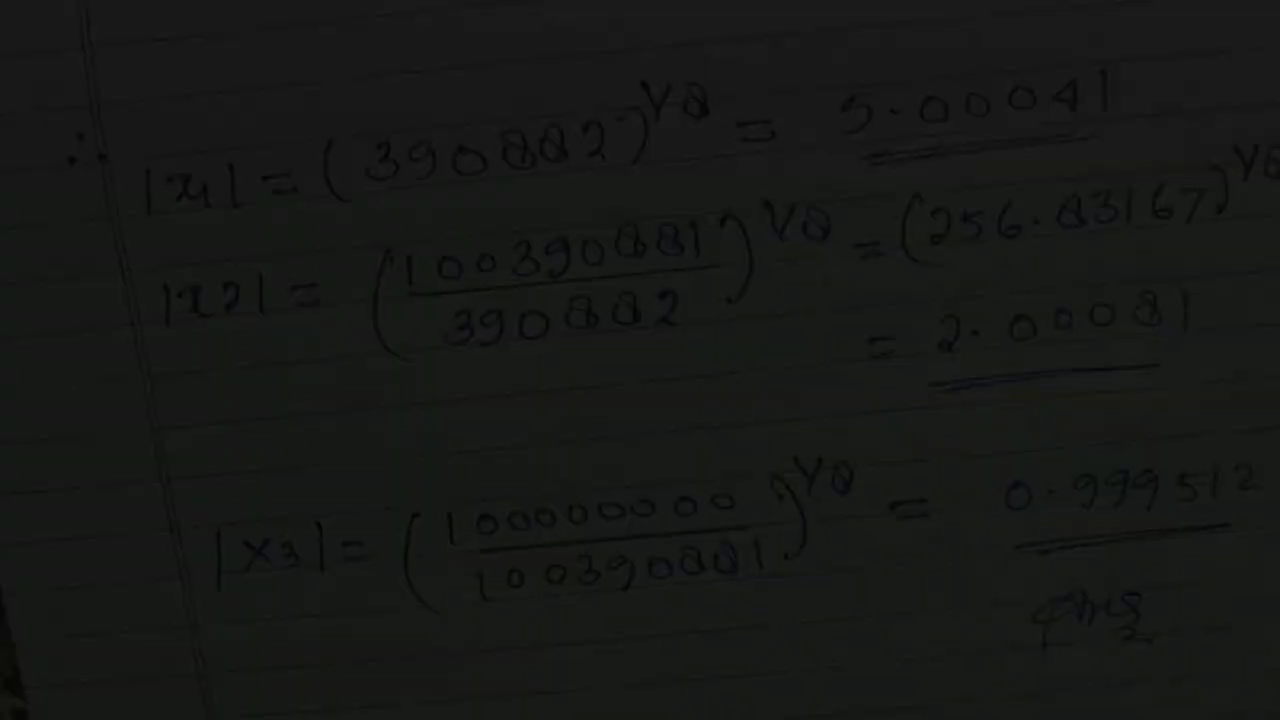 ∴ |x1| = (390882)^1/8 = 5.00041
|x2| = (100390881/390882)^1/8 = (256.83167)^1/8
= 2.00081
|x3| = (100000000/100390881)^1/8 = 0.999512
Ans